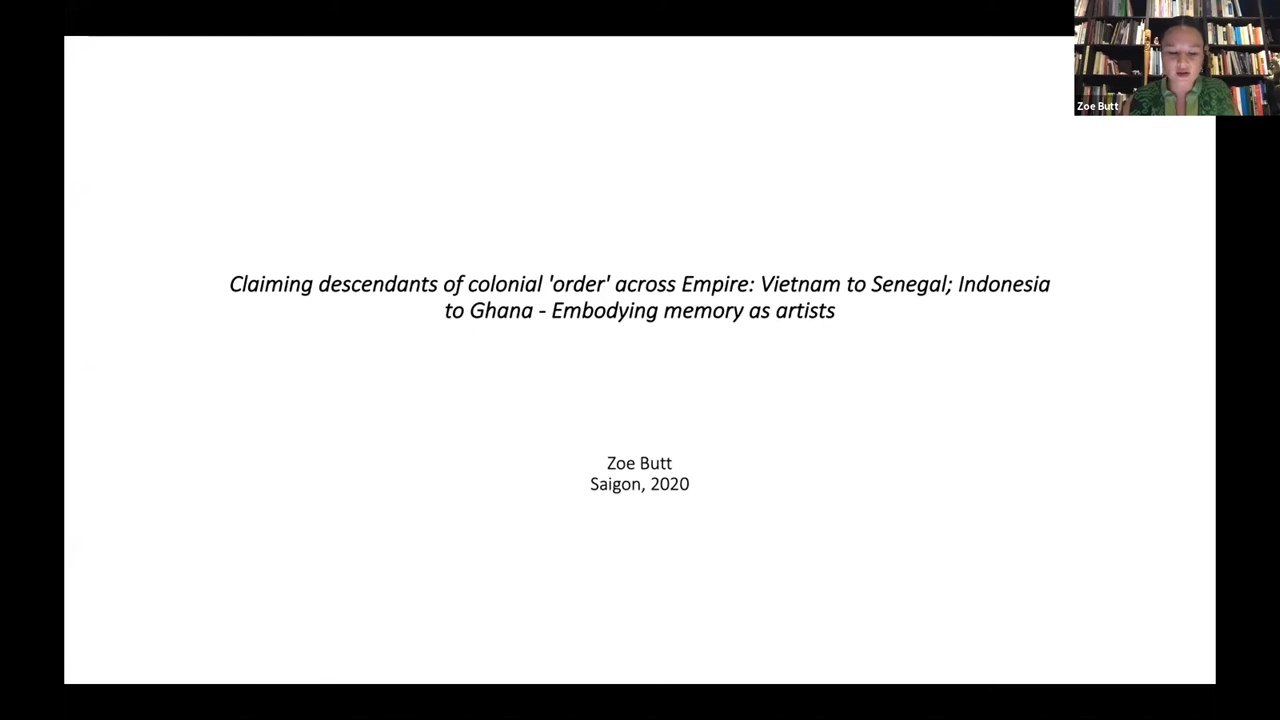 Zoe Butt
Claiming descendants of colonial 'order' across Empire: Vietnam to Senegal; Indonesia
to Ghana - Embodying memory as artists
Zoe Butt
Saigon, 2020